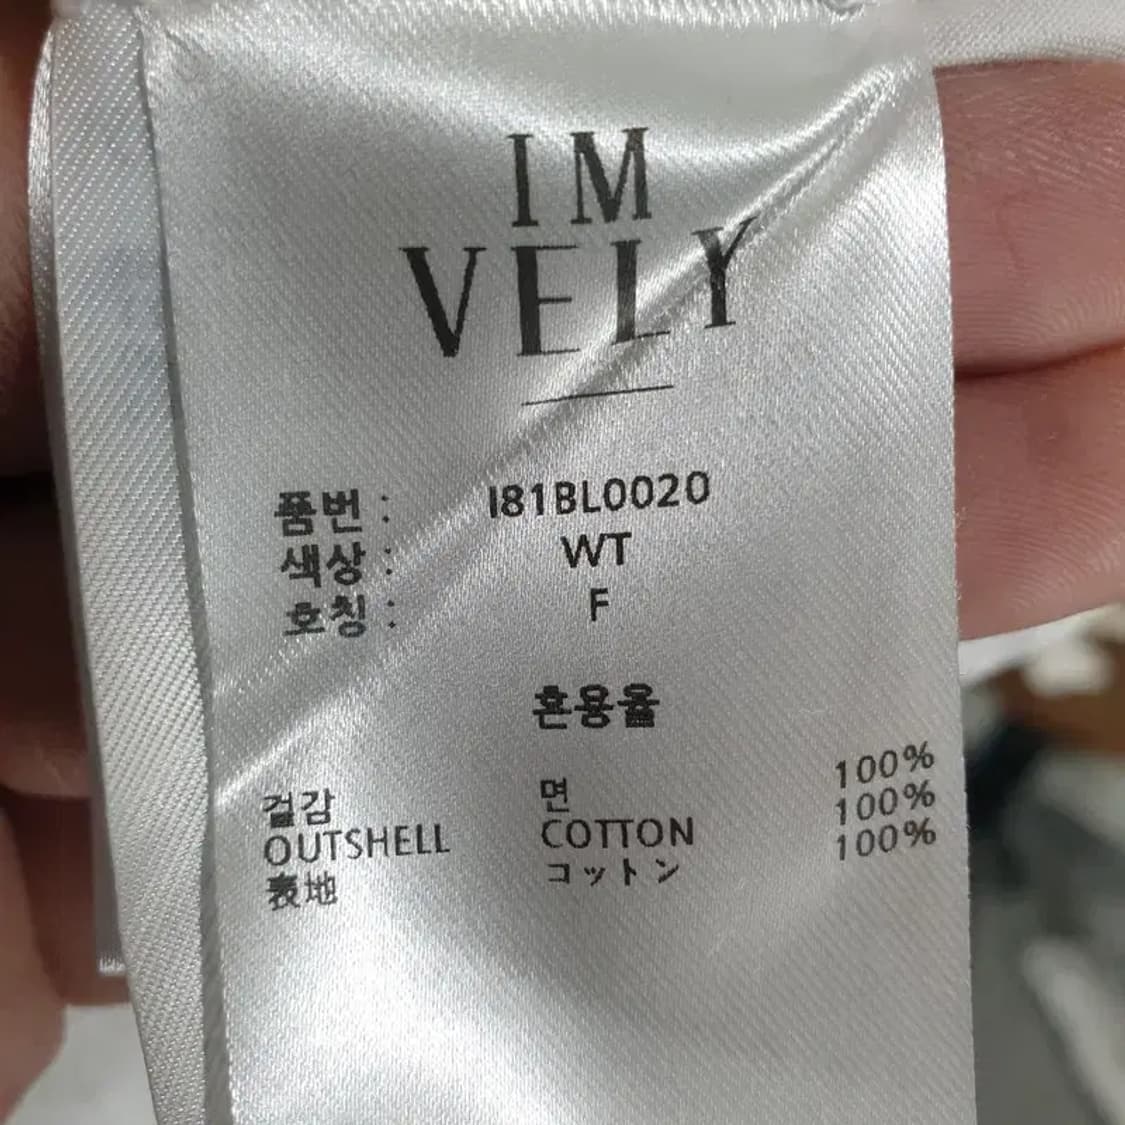 IM
VELY
품번 : I81BL0020
색상 : WT
호칭 : F
혼용율
걸감 면 100%
OUTSHELL COTTON 100%
表地 コットン 100%